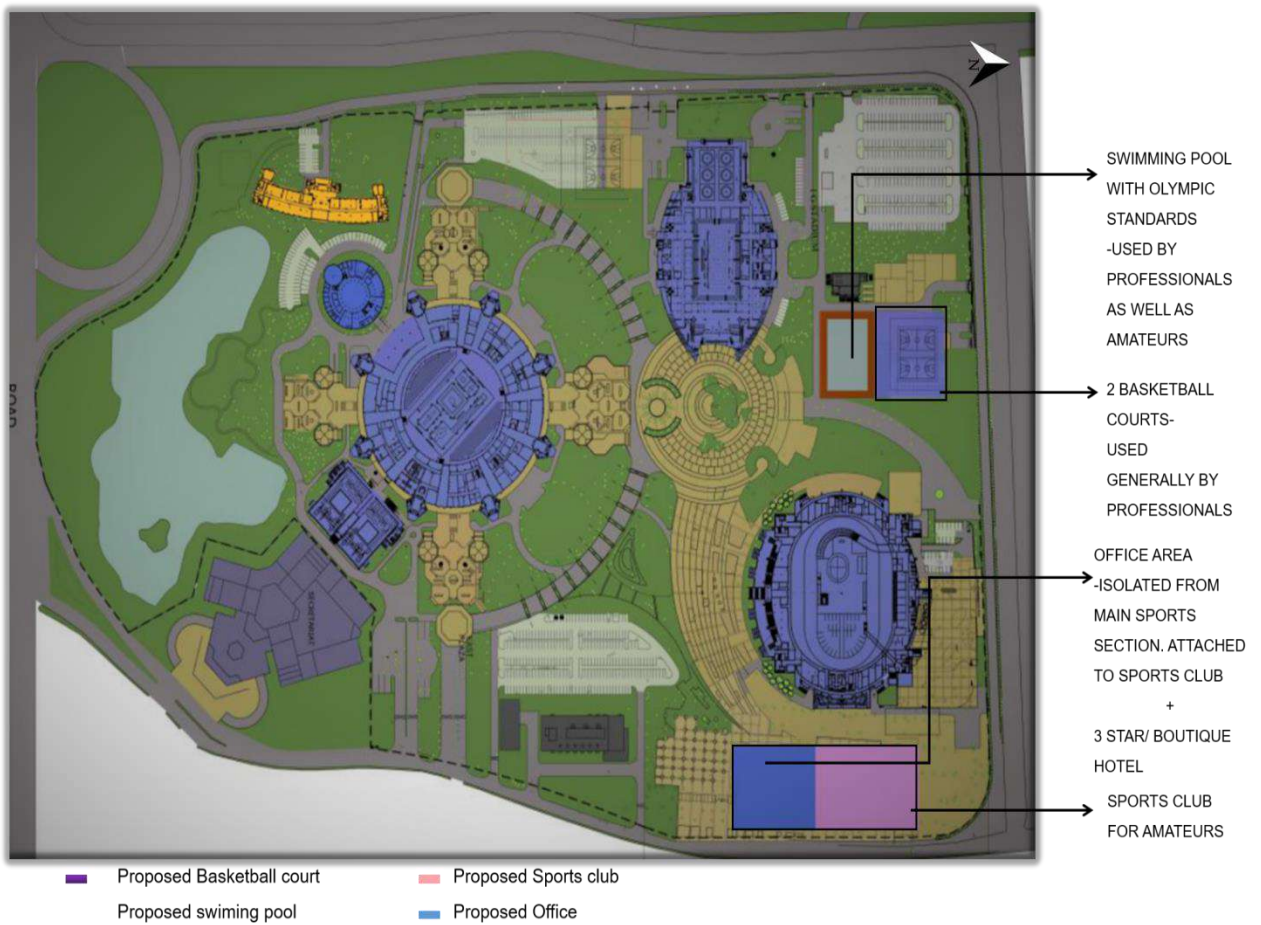 N
SWIMMING POOL
WITH OLYMPIC
STANDARDS
-USED BY
PROFESSIONALS
AS WELL AS
AMATEURS
2 BASKETBALL
COURTS-
USED
GENERALLY BY
PROFESSIONALS
OFFICE AREA
-ISOLATED FROM
MAIN SPORTS
SECTION. ATTACHED
TO SPORTS CLUB
+
3 STAR/ BOUTIQUE
HOTEL
SPORTS CLUB
FOR AMATEURS
ROAD
SECRETARIAT
Proposed Basketball court
Proposed Sports club
Proposed swiming pool
Proposed Office